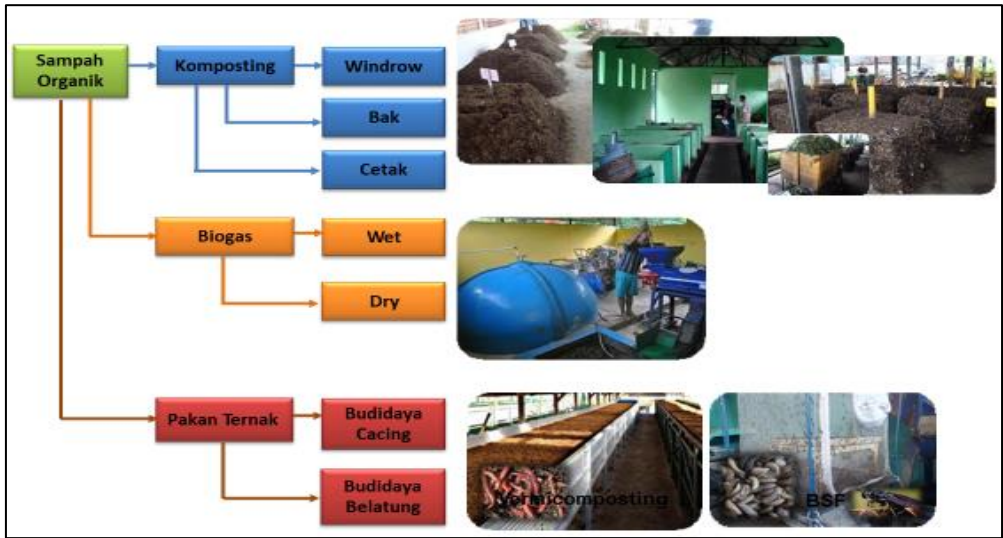 Sampah
Organik
Komposting
Windrow
Bak
Cetak
Biogas
Wet
Dry
Pakan Ternak
Budidaya
Cacing
Budidaya
Belatung
Vermicomposting
BSF